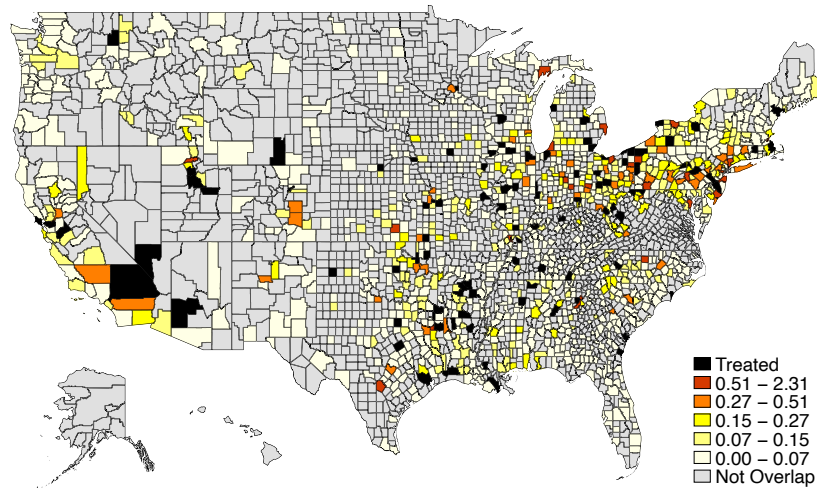 Treated
0.51 – 2.31
0.27 – 0.51
0.15 – 0.27
0.07 – 0.15
0.00 – 0.07
Not Overlap